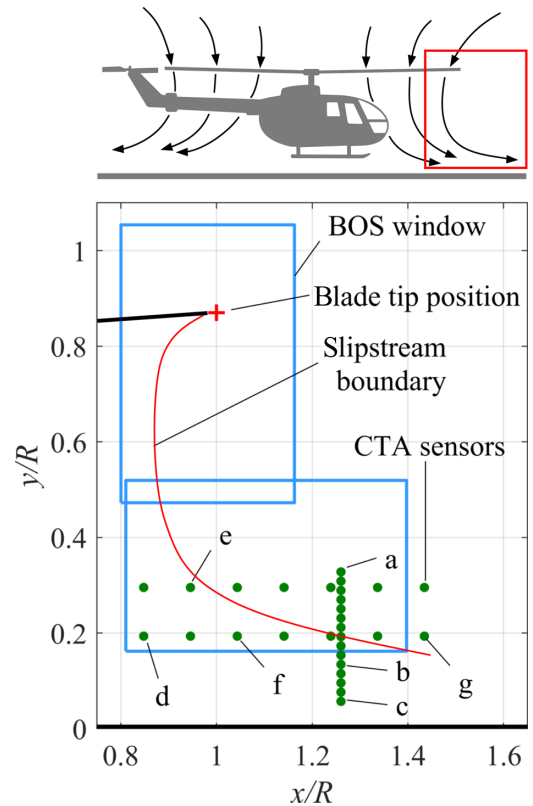 BOS window
Blade tip position
Slipstream
boundary
CTA sensors
e
a
b
c
d
f
g
y/R
1
0.8
0.6
0.4
0.2
0
0.8
1
1.2
1.4
1.6
x/R